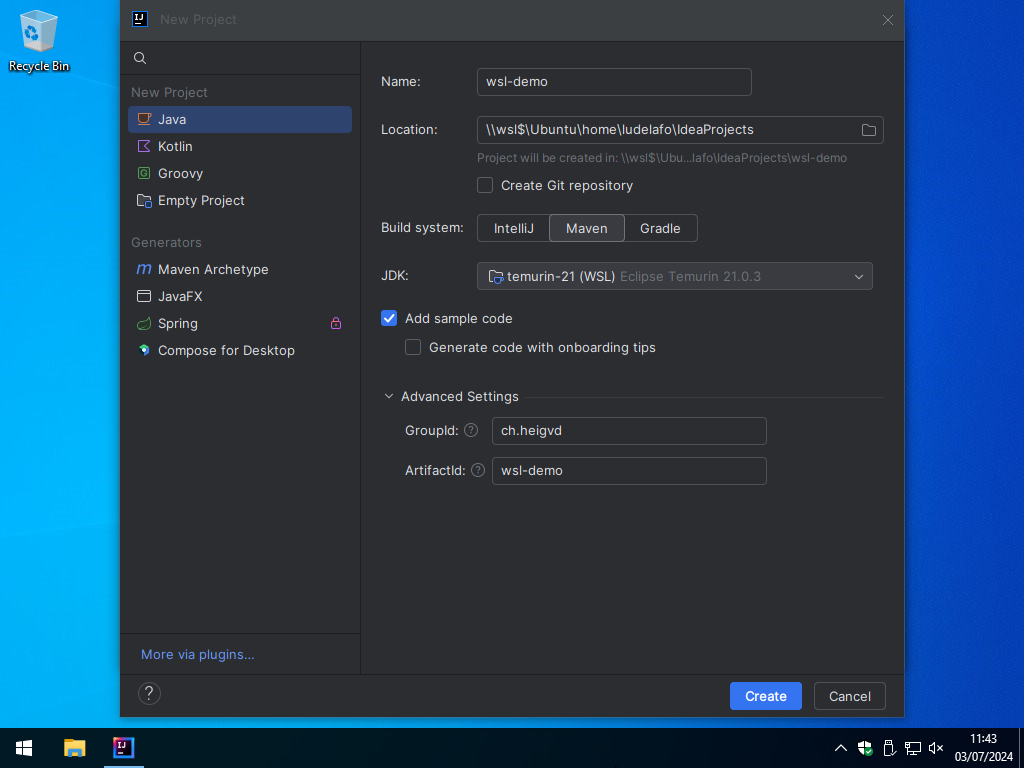 Recycle Bin
New Project
New Project
Java
Kotlin
Groovy
Empty Project
Generators
Maven Archetype
JavaFX
Spring
Compose for Desktop
More via plugins...
Name: wsl-demo
Location: \\wsl$\Ubuntu\home\ludelafo\IdeaProjects
Project will be created in: \\wsl$\Ubu...lafo\IdeaProjects\wsl-demo
Create Git repository
Build system: IntelliJ Maven Gradle
JDK: temurin-21 (WSL) Eclipse Temurin 21.0.3
Add sample code
Generate code with onboarding tips
Advanced Settings
GroupId: ? ch.heigvd
ArtifactId: ? wsl-demo
? Create Cancel
11:43
03/07/2024